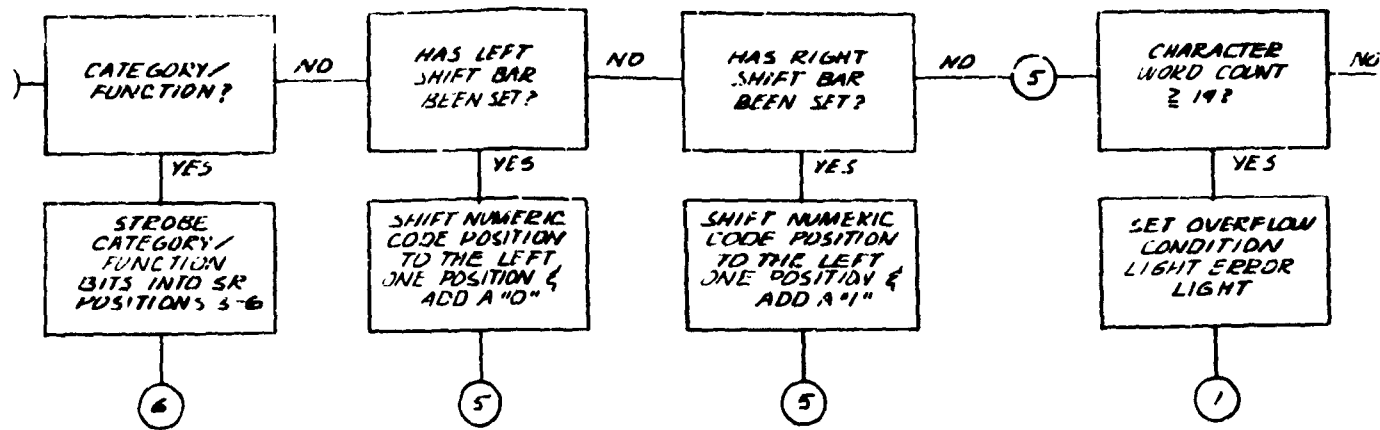 CATEGORY/
FUNCTION?
NO
HAS LEFT
SHIFT BAR
BEEN SET?
NO
HAS RIGHT
SHIFT BAR
BEEN SET?
NO
5
CHARACTER
WORD COUNT
≧ 14?
NO
YES
YES
YES
YES
STROBE
CATEGORY/
FUNCTION
BITS INTO SR
POSITIONS 5-6
SHIFT NUMERIC
CODE POSITION
TO THE LEFT
ONE POSITION &
ADD A "0"
SHIFT NUMERIC
CODE POSITION
TO THE LEFT
ONE POSITION &
ADD A "1"
SET OVERFLOW
CONDITION
LIGHT ERROR
LIGHT
6
5
5
1